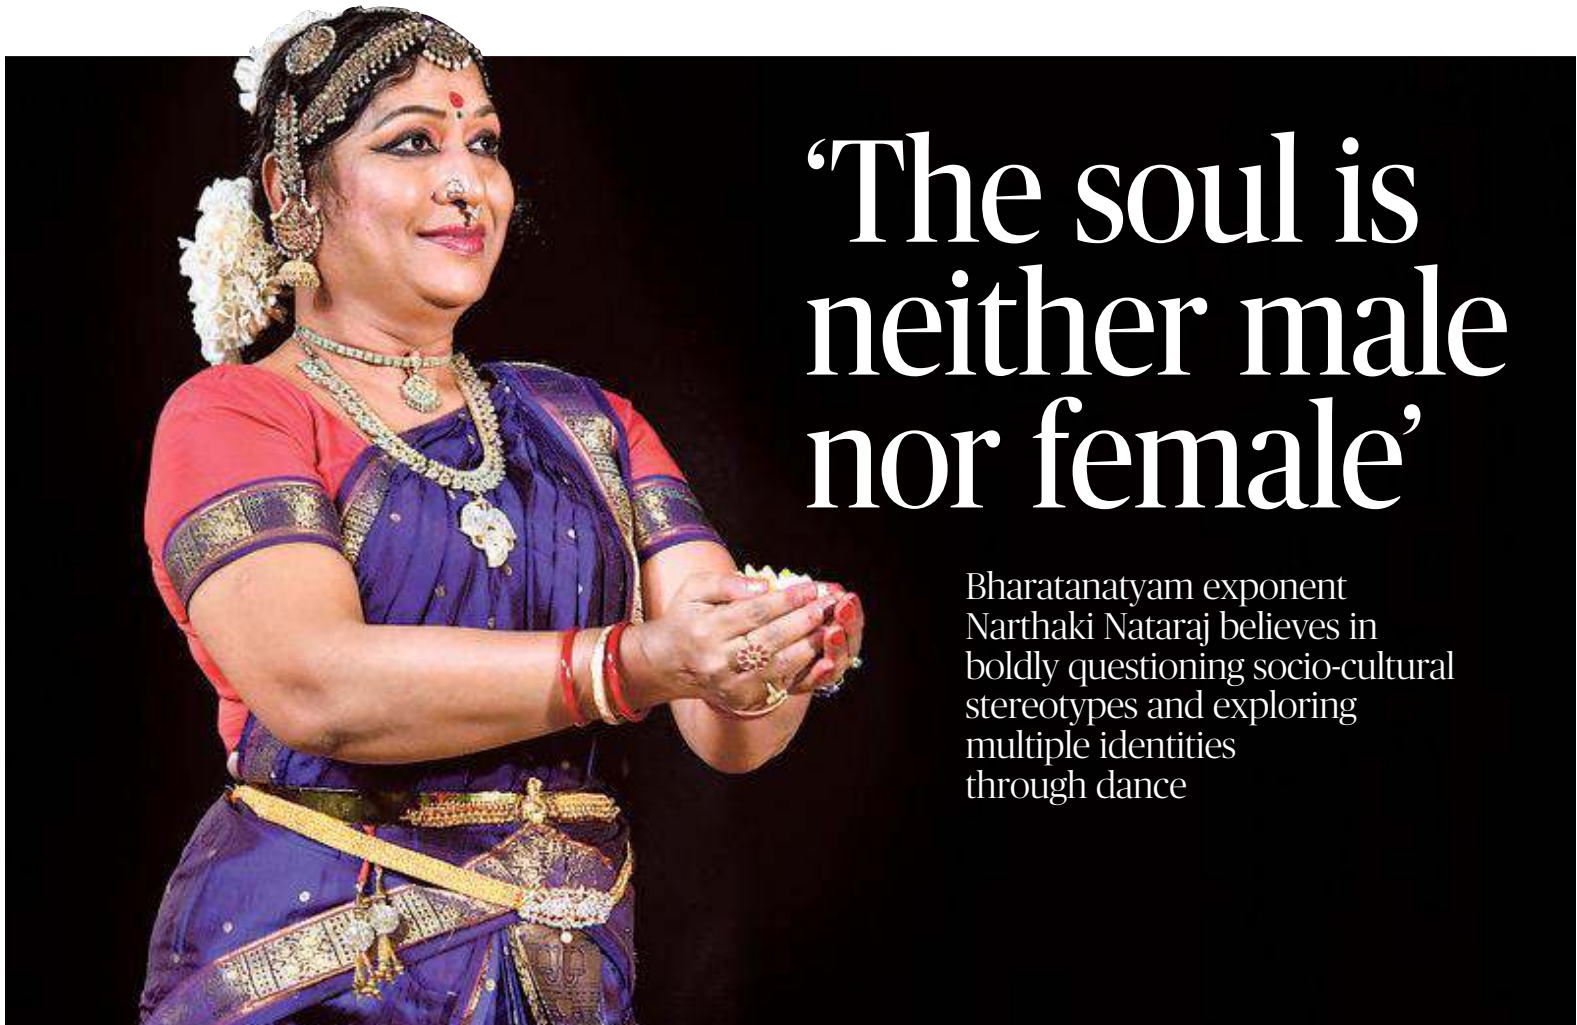 ‘The soul is
neither male
nor female’
Bharatanatyam exponent
Narthaki Nataraj believes in
boldly questioning socio-cultural
stereotypes and exploring
multiple identities
through dance